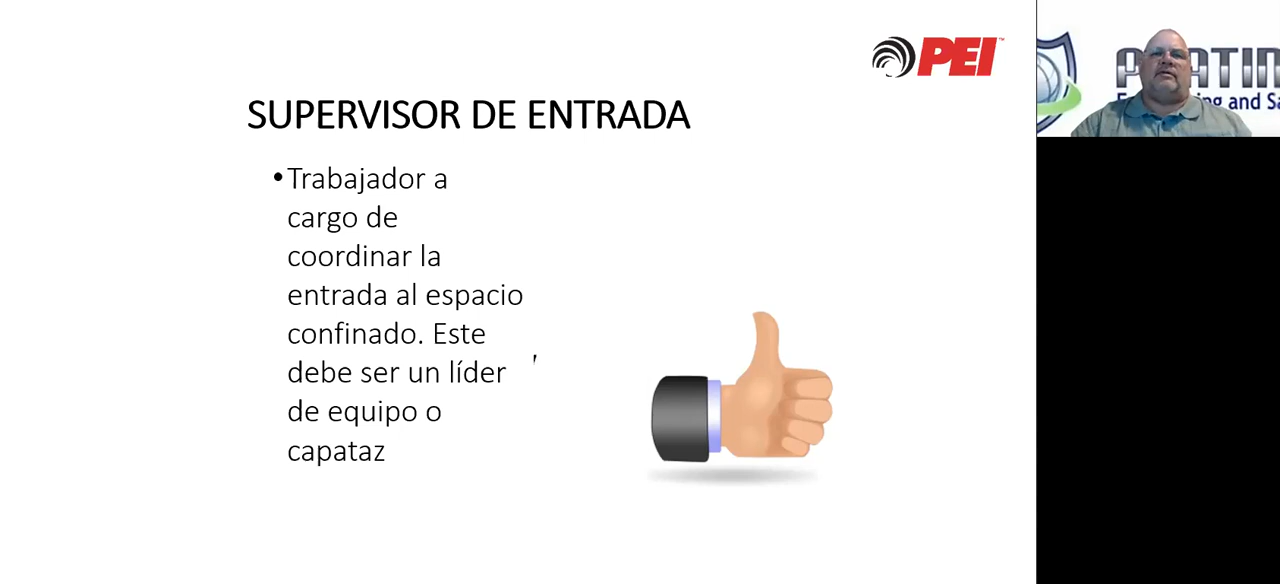 PEI
SUPERVISOR DE ENTRADA
•Trabajador a
cargo de
coordinar la
entrada al espacio
confinado. Este
debe ser un líder
de equipo o
capataz
and